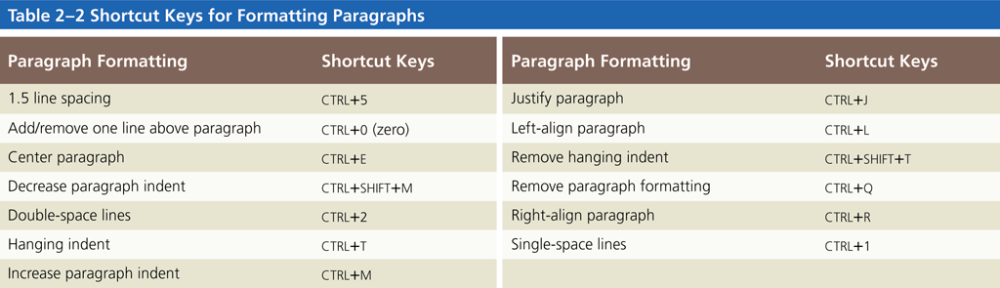 Table 2–2 Shortcut Keys for Formatting Paragraphs
Paragraph Formatting Shortcut Keys
1.5 line spacing CTRL+5
Add/remove one line above paragraph CTRL+0 (zero)
Center paragraph CTRL+E
Decrease paragraph indent CTRL+SHIFT+M
Double-space lines CTRL+2
Hanging indent CTRL+T
Increase paragraph indent CTRL+M
Paragraph Formatting Shortcut Keys
Justify paragraph CTRL+J
Left-align paragraph CTRL+L
Remove hanging indent CTRL+SHIFT+T
Remove paragraph formatting CTRL+Q
Right-align paragraph CTRL+R
Single-space lines CTRL+1